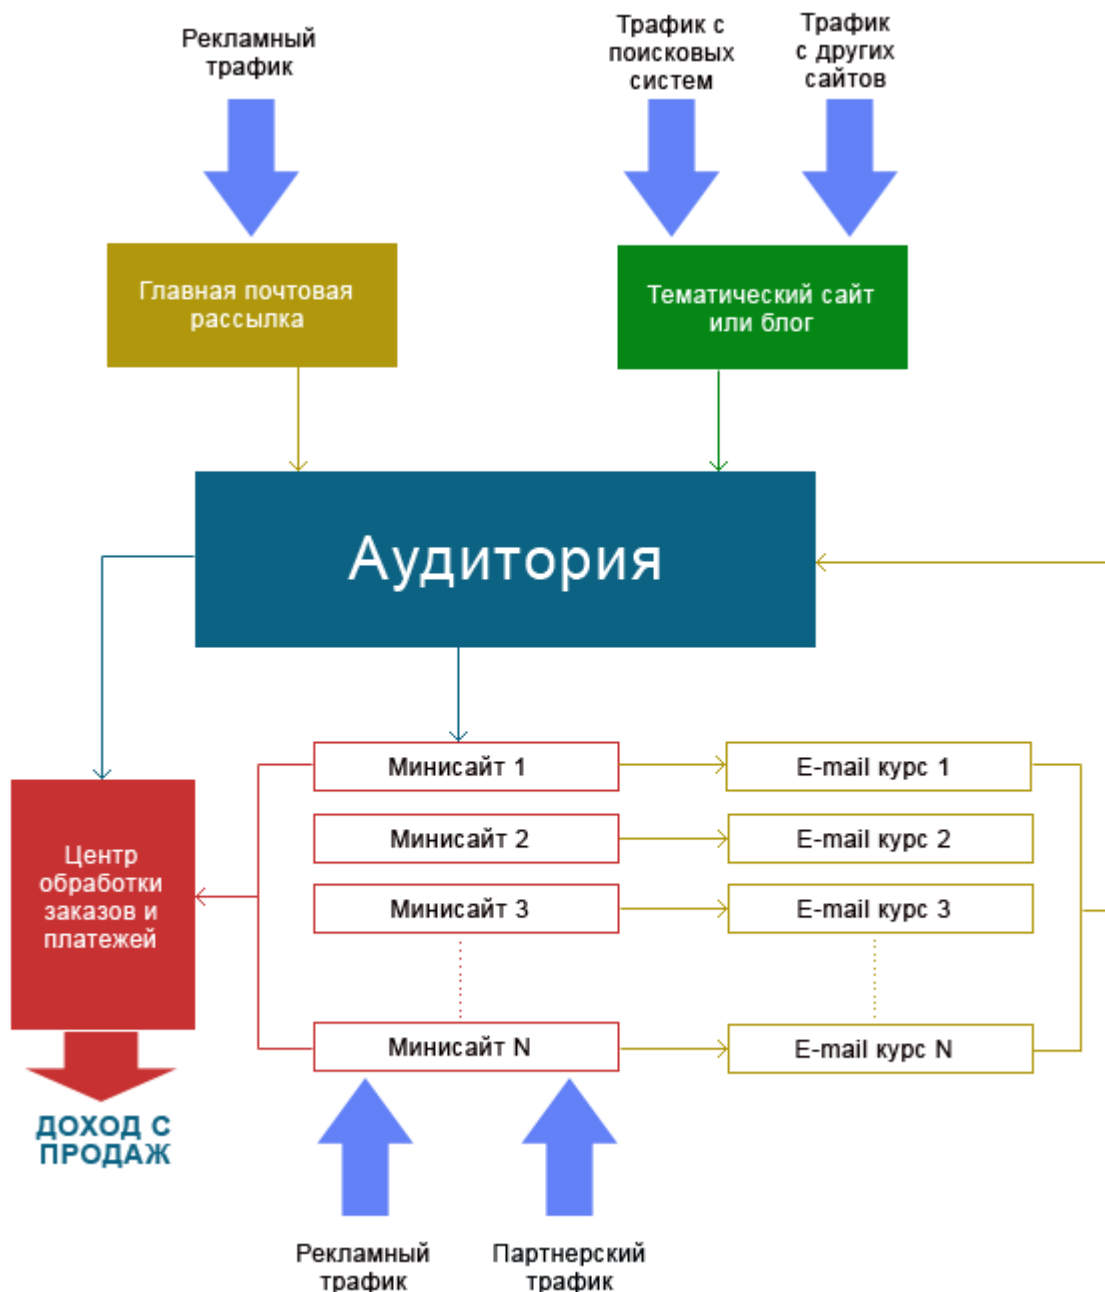 Рекламный
трафик
Трафик с
поисковых
систем
Трафик
с других
сайтов
Главная почтовая
рассылка
Тематический сайт
или блог
Аудитория
Центр
обработки
заказов и
платежей
Минисайт 1
E-mail курс 1
Минисайт 2
E-mail курс 2
Минисайт 3
E-mail курс 3
Минисайт N
E-mail курс N
ДОХОД С
ПРОДАЖ
Рекламный
трафик
Партнерский
трафик